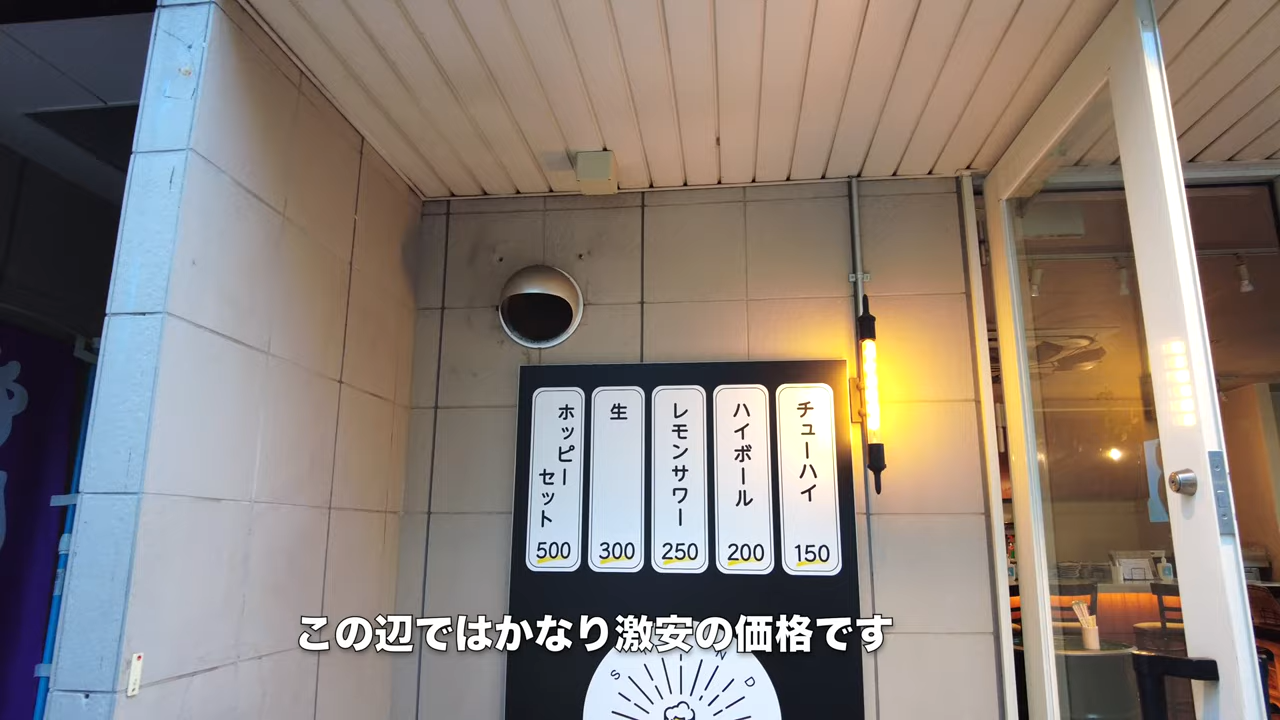 チューハイ
150
ハイボール
200
レモンサワー
250
生
300
ホッピー
セット
500
この辺ではかなり激安の価格です